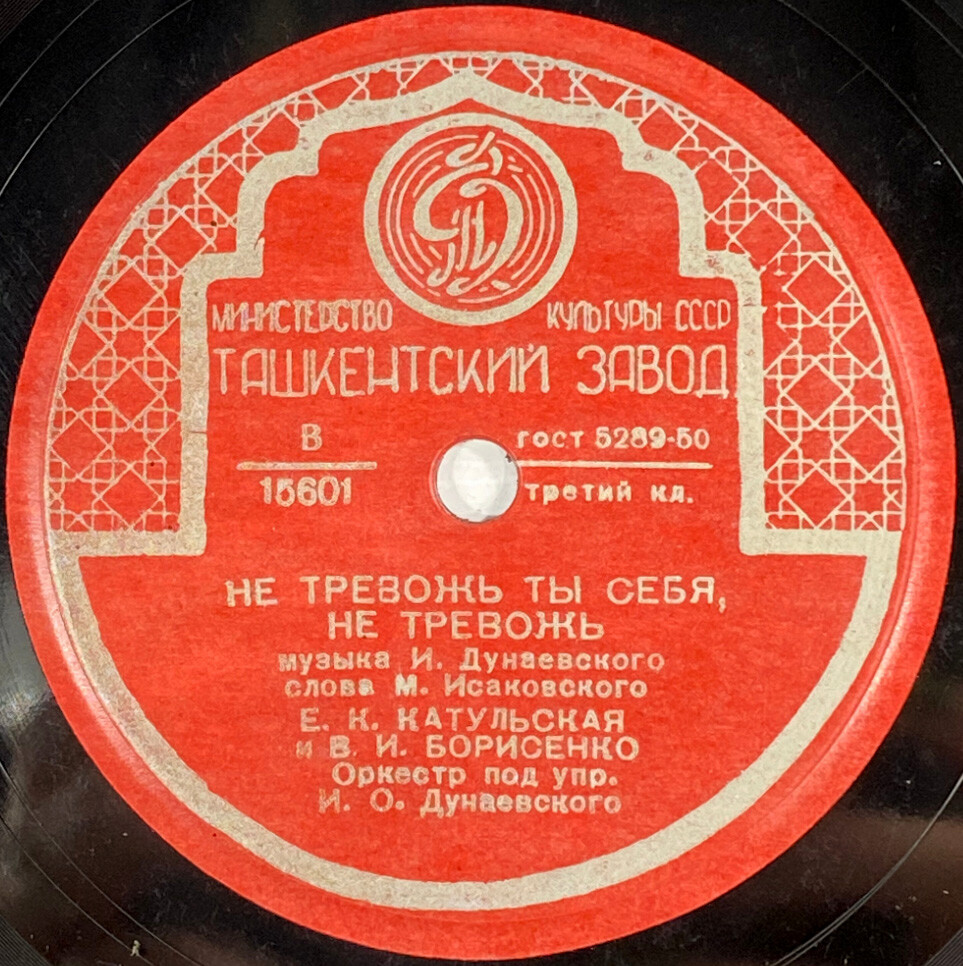 МИНИСТЕРСТВО КУЛЬТУРЫ СССР
ТАШКЕНТСКИЙ ЗАВОД
В
15601
ГОСТ 5289-50
третий кл.
НЕ ТРЕВОЖЬ ТЫ СЕБЯ,
НЕ ТРЕВОЖЬ
музыка И. Дунаевского
слова М. Исаковского
Е. К. КАТУЛЬСКАЯ
и В. И. БОРИСЕНКО
Оркестр под упр.
И. О. Дунаевского